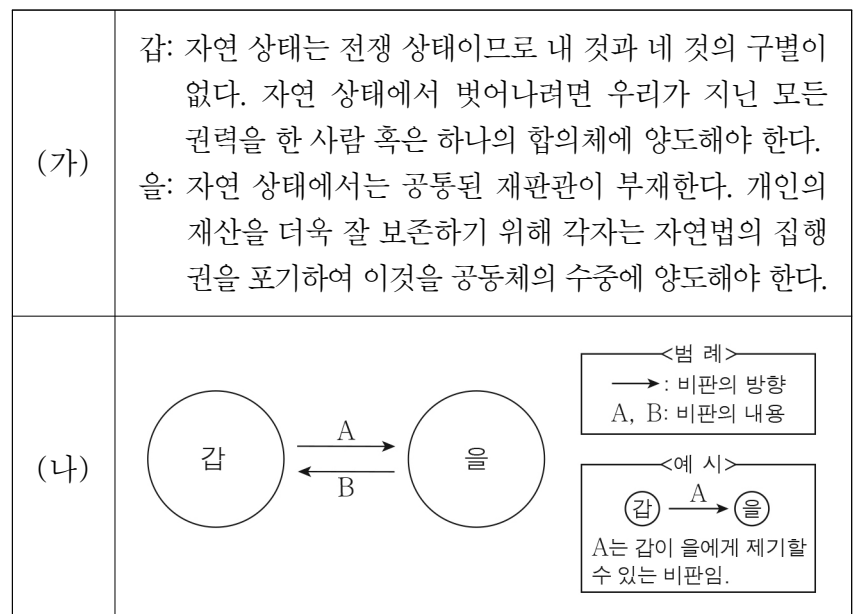 (가)
갑: 자연 상태는 전쟁 상태이므로 내 것과 네 것의 구별이
없다. 자연 상태에서 벗어나려면 우리가 지닌 모든
권력을 한 사람 혹은 하나의 합의체에 양도해야 한다.
을: 자연 상태에서는 공통된 재판관이 부재한다. 개인의
재산을 더욱 잘 보존하기 위해 각자는 자연법의 집행
권을 포기하여 이것을 공동체의 수중에 양도해야 한다.
(나)
갑
A
B
을
<범 례>
→: 비판의 방향
A, B: 비판의 내용
<예 시>
갑 A 을
A는 갑이 을에게 제기할
수 있는 비판임.